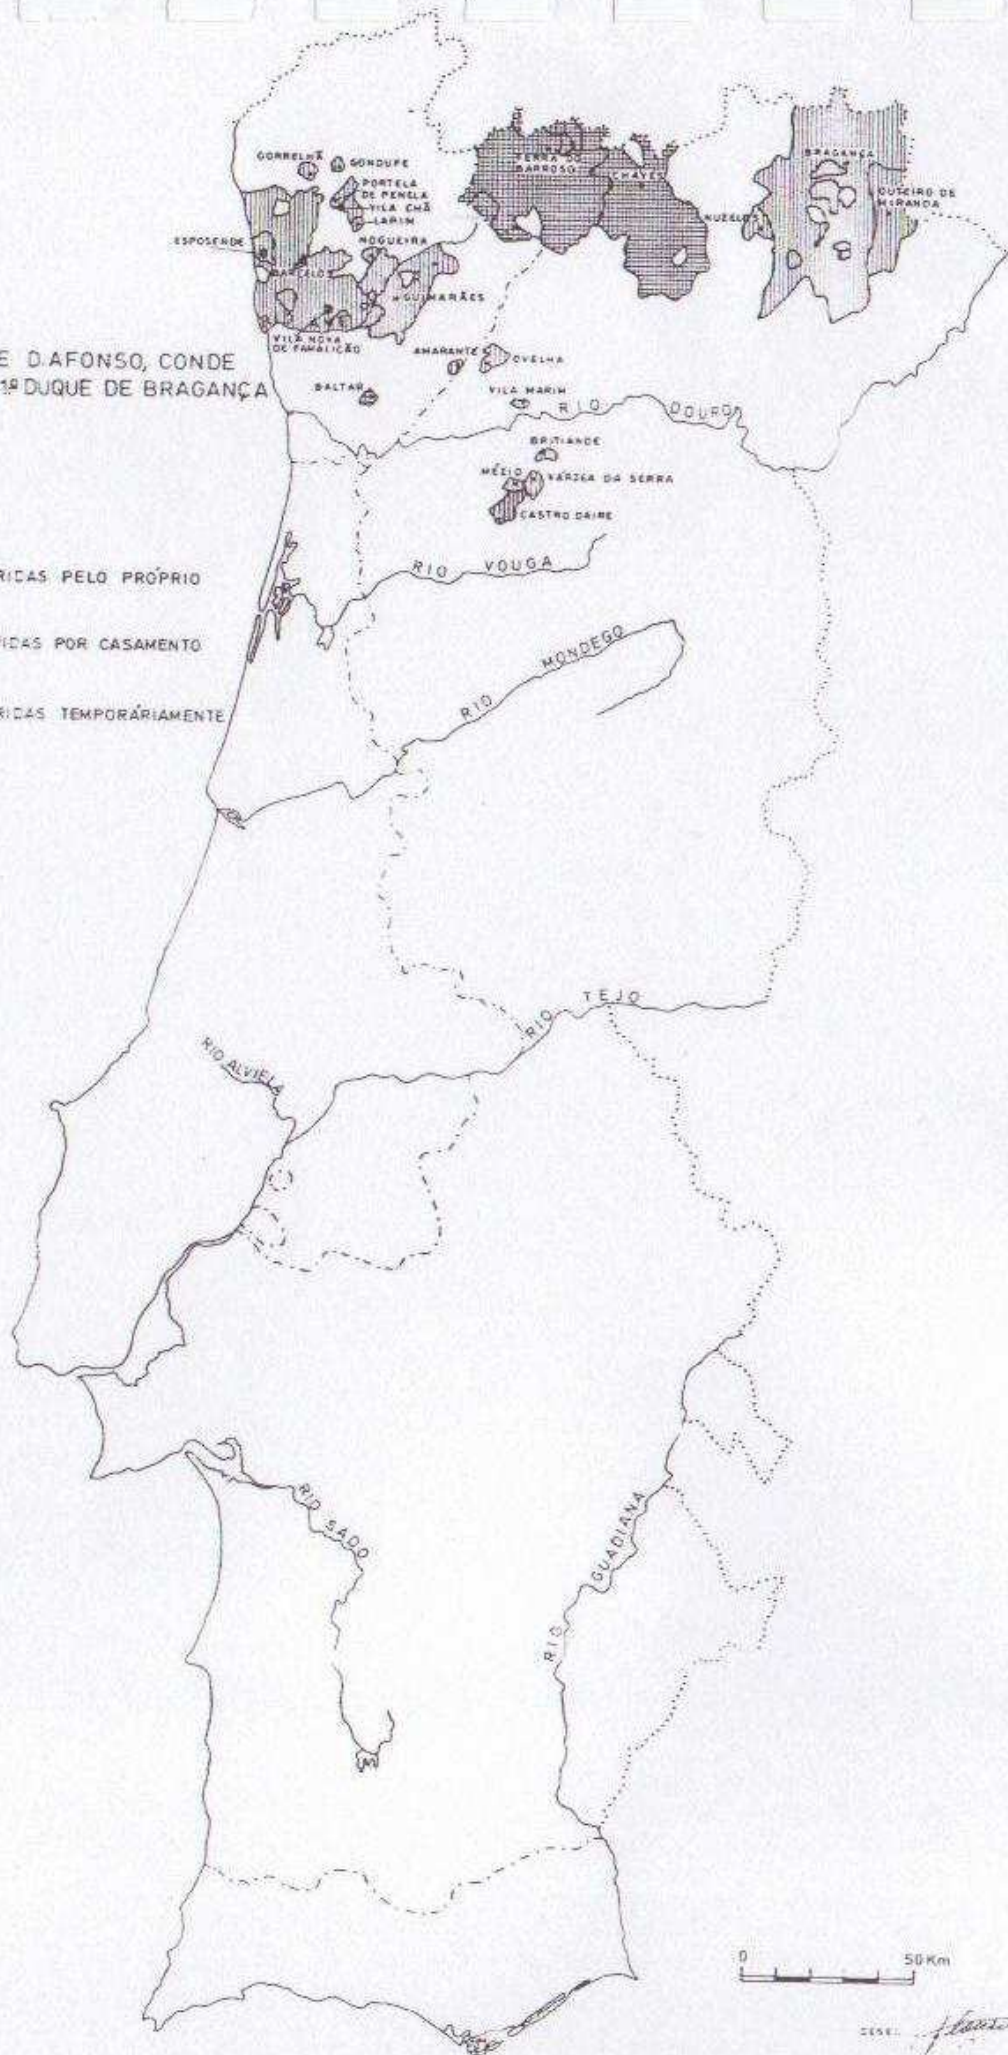 CORRELHÃ
GONDUFE
PORTELA
DE PENELA
VILA CHÃ
LARIM
ESPOSENDE
NOGUEIRA
BARCELOS
GUIMARÃES
VILA NOVA
DE FAMALICÃO
TERRA DO
BARROSO
CHAVES
BRAGANÇA
OUTEIRO DE
MIRANDA
NUZELOS
E D. AFONSO, CONDE
1º DUQUE DE BRAGANÇA
AMARANTE
OVELHA
BALTAR
VILA MARIM
RIO DOURO
BRITIANDE
MÉZIO
VÁRZEA DA SERRA
CASTRO DAIRE
RIO VOUGA
RIDAS PELO PRÓPRIO
RIO MONDEGO
IDAS POR CASAMENTO
RIDAS TEMPORÁRIAMENTE
RIO TEJO
RIO ALVIELA
RIO SADO
RIO GUADIANA
0 50 Km